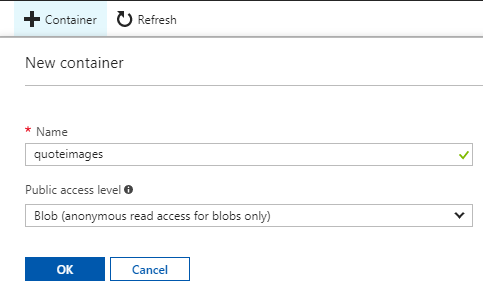 Container Refresh
New container
* Name
quoteimages
Public access level
Blob (anonymous read access for blobs only)
OK Cancel